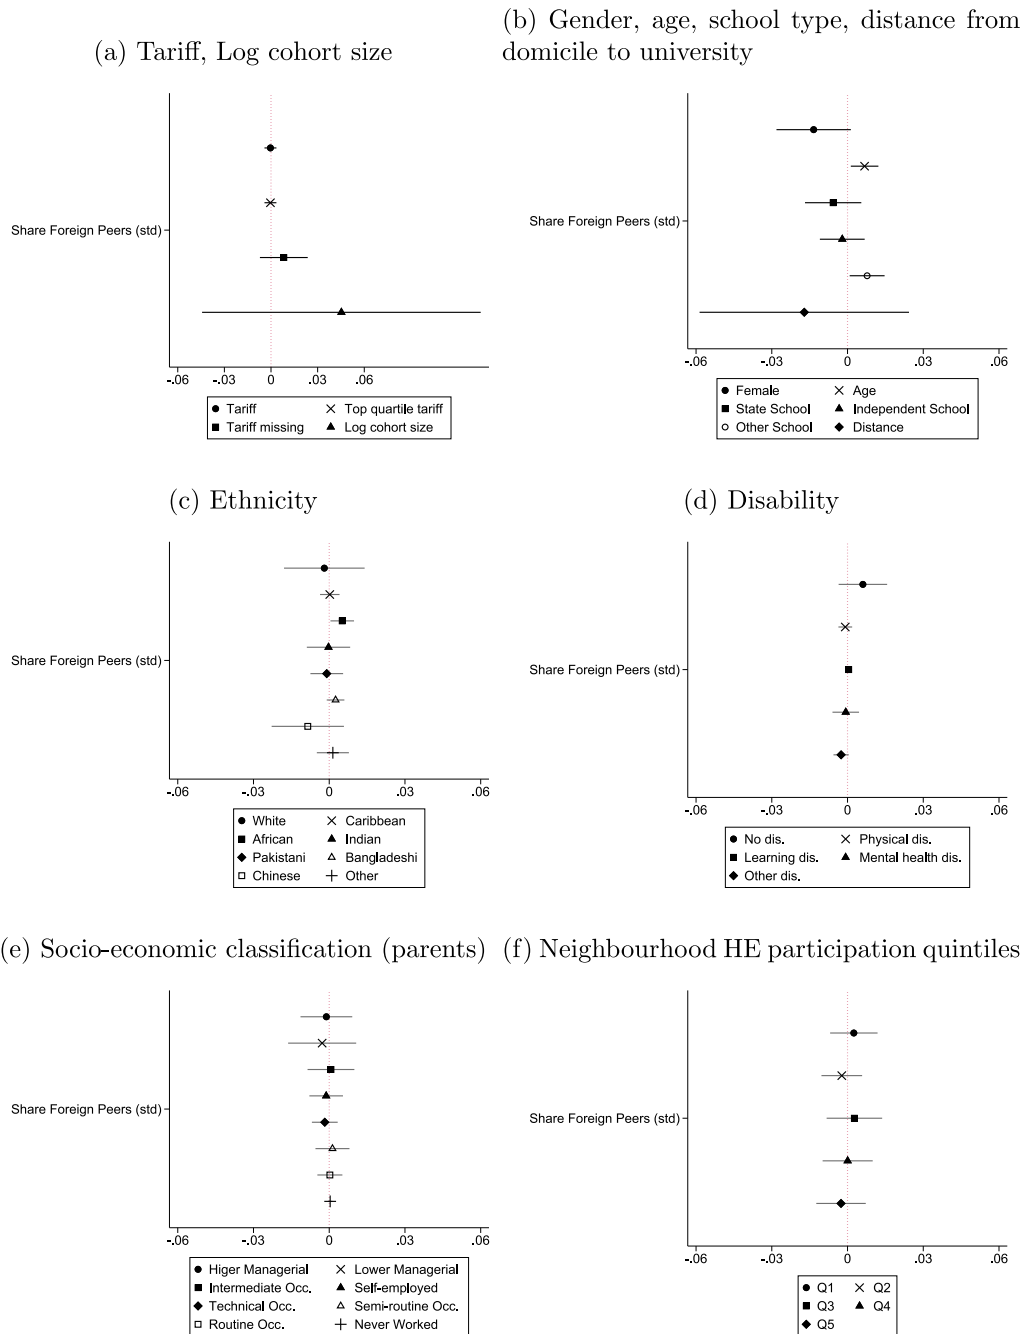 (a) Tariff, Log cohort size
Share Foreign Peers (std)
-.06 -.03 0 .03 .06
Tariff Top quartile tariff
Tariff missing Log cohort size
(b) Gender, age, school type, distance from
domicile to university
Share Foreign Peers (std)
-.06 -.03 0 .03 .06
Female Age
State School Independent School
Other School Distance
(c) Ethnicity
Share Foreign Peers (std)
-.06 -.03 0 .03 .06
White Caribbean
African Indian
Pakistani Bangladeshi
Chinese Other
(d) Disability
Share Foreign Peers (std)
-.06 -.03 0 .03 .06
No dis. Physical dis.
Learning dis. Mental health dis.
Other dis.
(e) Socio-economic classification (parents)
Share Foreign Peers (std)
-.06 -.03 0 .03 .06
Higer Managerial Lower Managerial
Intermediate Occ. Self-employed
Technical Occ. Semi-routine Occ.
Routine Occ. Never Worked
(f) Neighbourhood HE participation quintiles
Share Foreign Peers (std)
-.06 -.03 0 .03 .06
Q1 Q2
Q3 Q4
Q5